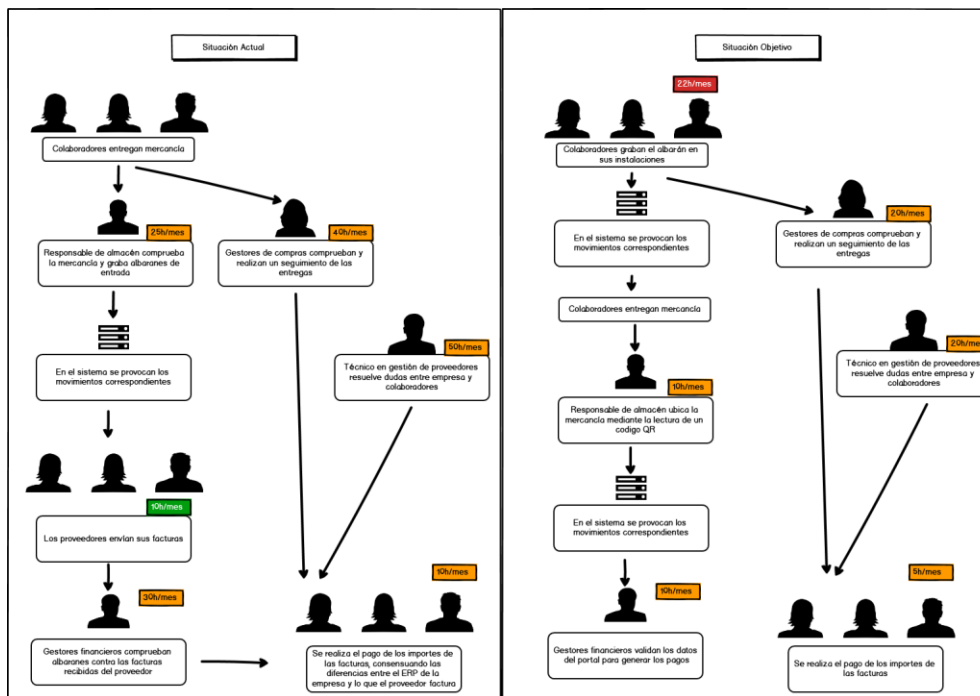 Situación Actual
Colaboradores entregan mercancía
25h/mes
Responsable de almacén comprueba
la mercancía y graba albaranes de
entrada
40h/mes
Gestores de compras comprueban y
realizan un seguimiento de las
entregas
En el sistema se provocan los
movimientos correspondientes
50h/mes
Técnico en gestión de proveedores
resuelve dudas entre empresa y
colaboradores
10h/mes
Los proveedores envían sus facturas
30h/mes
Gestores financieros comprueban
albaranes contra las facturas
recibidas del proveedor
10h/mes
Se realiza el pago de los importes de
las facturas, consensuando las
diferencias entre el ERP de la
empresa y lo que el proveedor factura
Situación Objetivo
22h/mes
Colaboradores graban el albarán en
sus instalaciones
20h/mes
Gestores de compras comprueban y
realizan un seguimiento de las
entregas
En el sistema se provocan los
movimientos correspondientes
Colaboradores entregan mercancía
20h/mes
Técnico en gestión de proveedores
resuelve dudas entre empresa y
colaboradores
10h/mes
Responsable de almacén ubica la
mercancía mediante la lectura de un
codigo QR
En el sistema se provocan los
movimientos correspondientes
10h/mes
Gestores financieros validan los datos
del portal para generar los pagos
5h/mes
Se realiza el pago de los importes de
las facturas